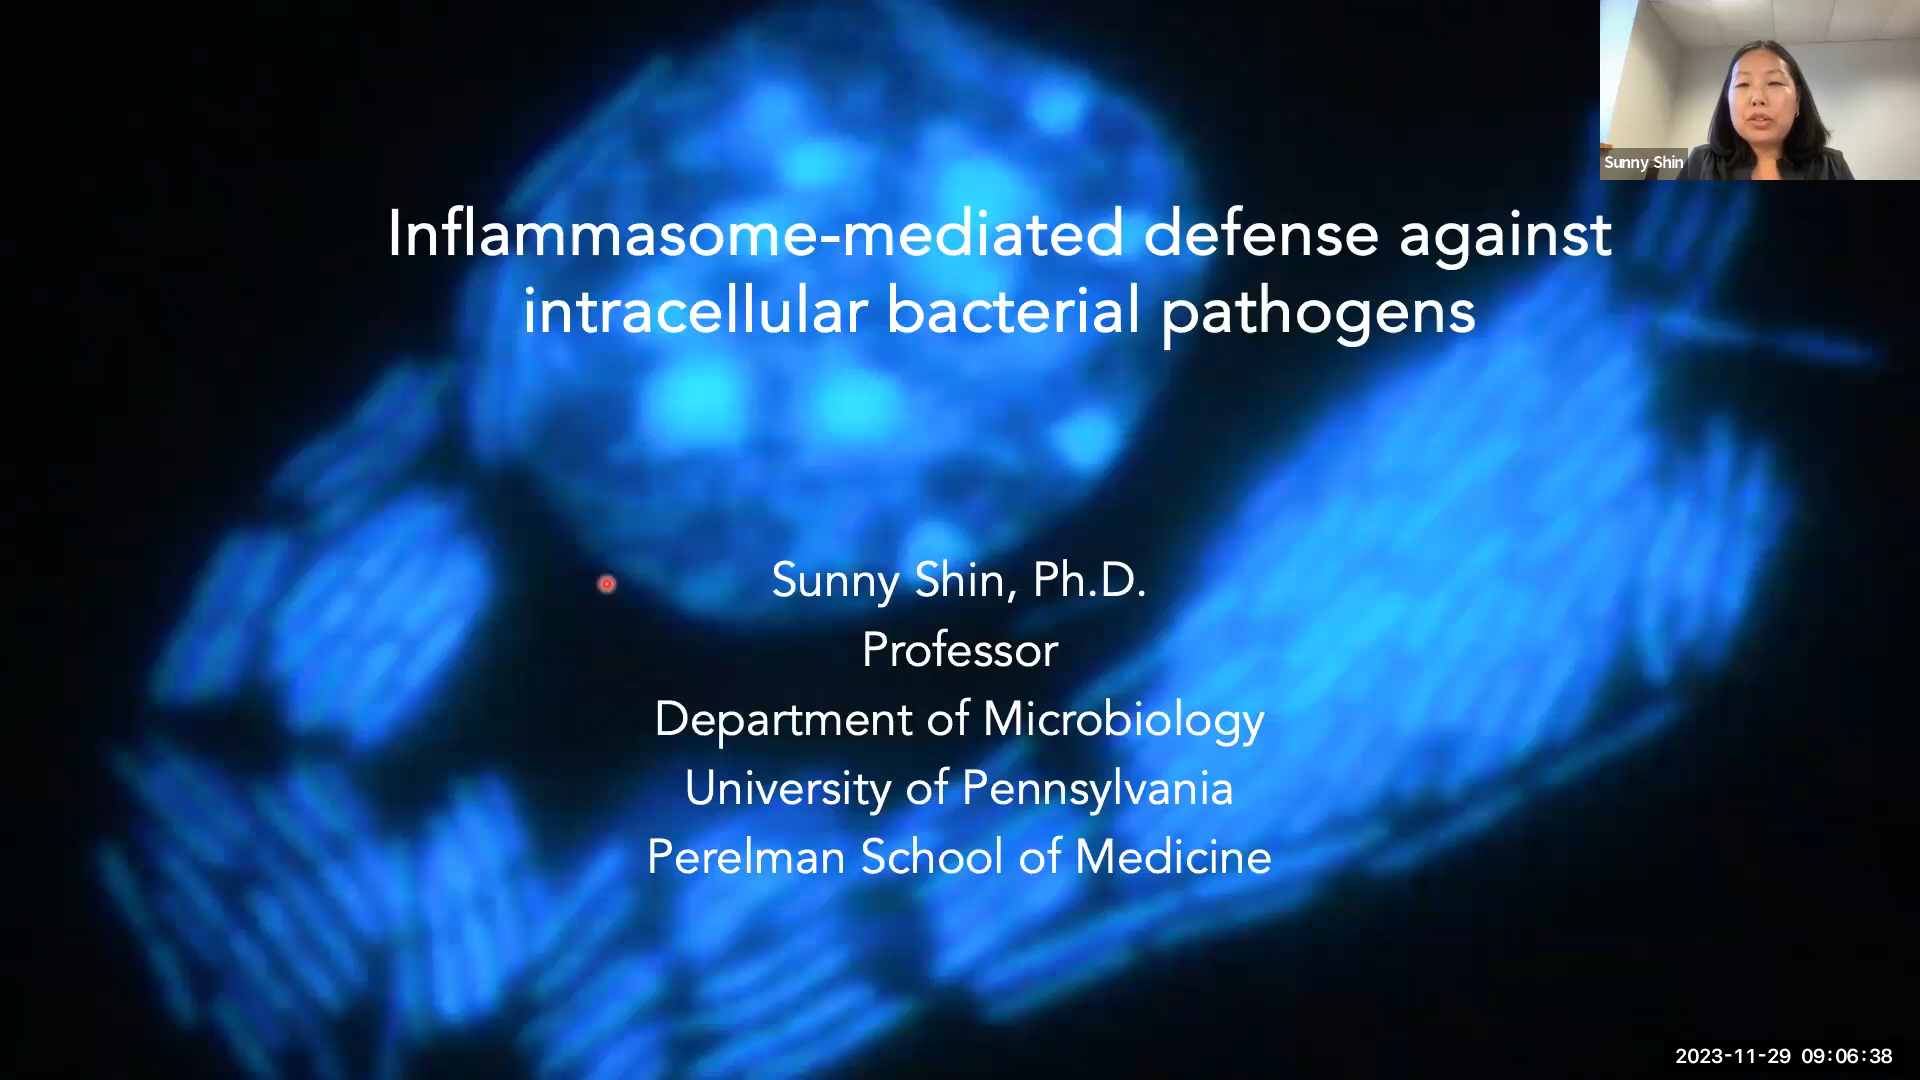 Sunny Shin
Inflammasome-mediated defense against
intracellular bacterial pathogens
Sunny Shin, Ph.D.
Professor
Department of Microbiology
University of Pennsylvania
Perelman School of Medicine
2023-11-29 09:06:38